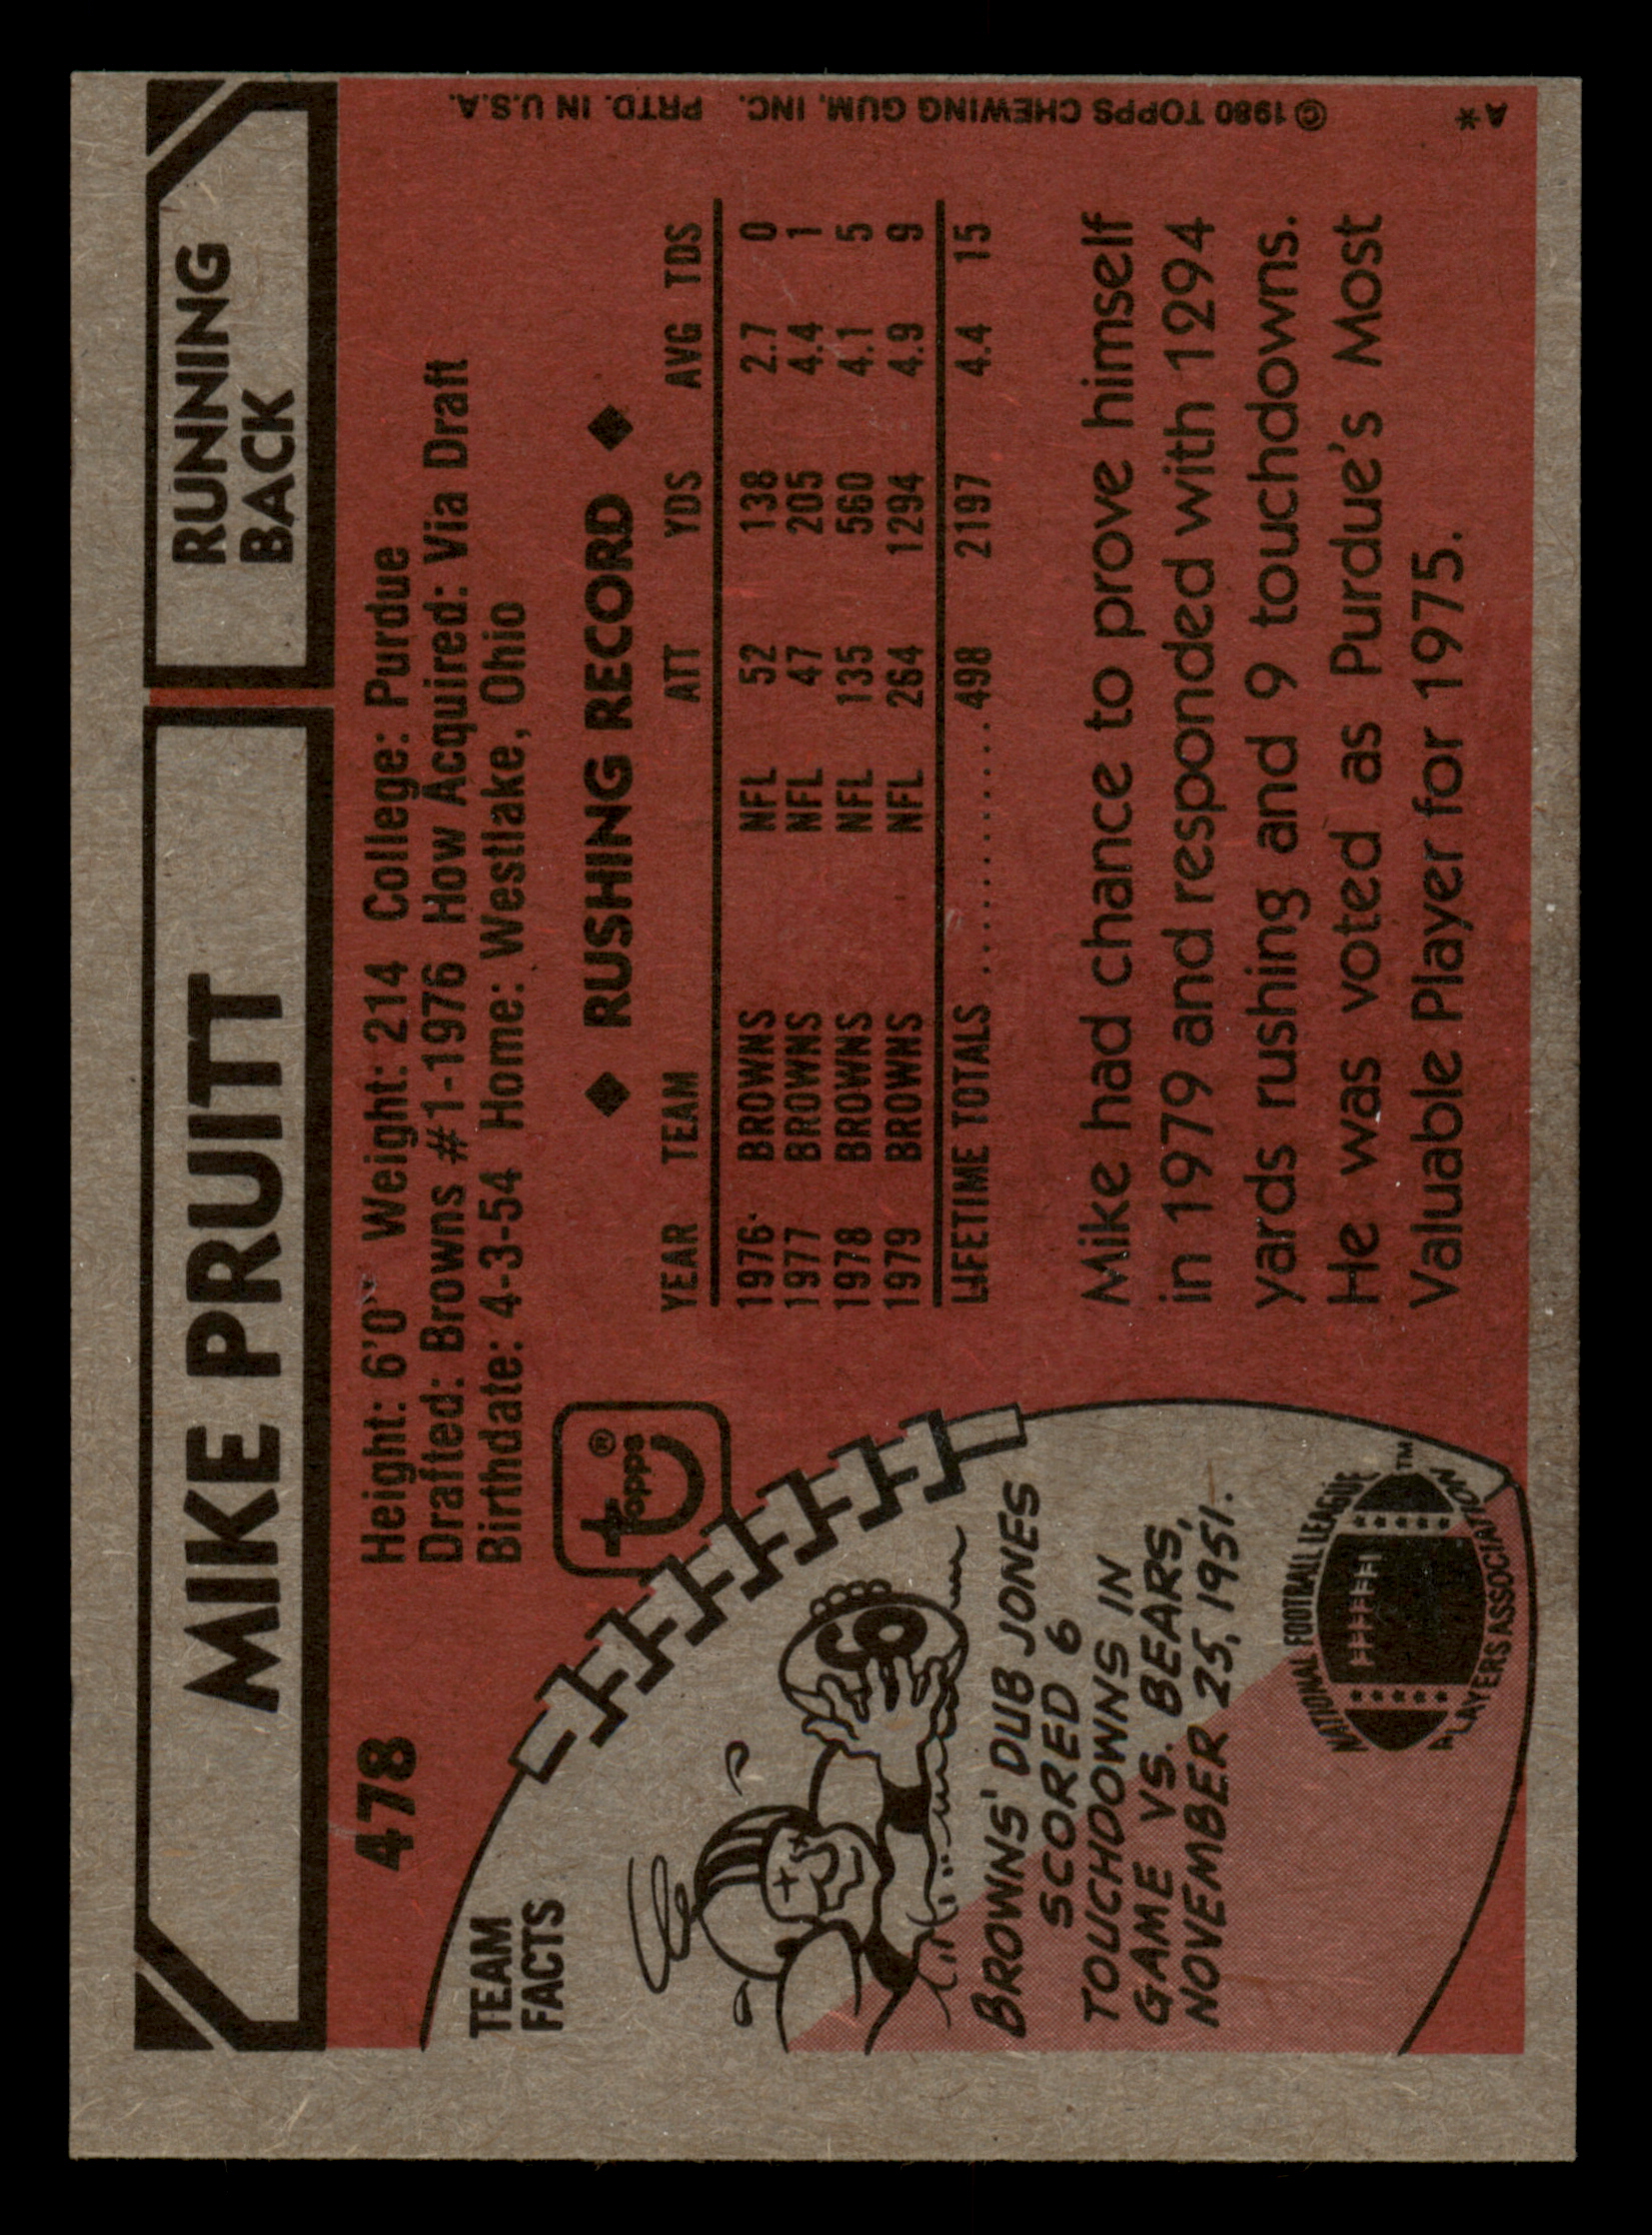 MIKE PRUITT
RUNNING
BACK
478
Height: 6'0" Weight: 214 College: Purdue
Drafted: Browns #1-1976 How Acquired: Via Draft
Birthdate: 4-3-54 Home: Westlake, Ohio
topps®
◆ RUSHING RECORD ◆
YEAR TEAM ATT YDS AVG TDS
1976 BROWNS NFL 52 138 2.7 0
1977 BROWNS NFL 47 205 4.4 1
1978 BROWNS NFL 135 560 4.1 5
1979 BROWNS NFL 264 1294 4.9 9
LIFETIME TOTALS .............. 498 2197 4.4 15
Mike had chance to prove himself
in 1979 and responded with 1294
yards rushing and 9 touchdowns.
He was voted as Purdue's Most
Valuable Player for 1975.
TEAM
FACTS
6
BROWNS' DUB JONES
SCORED 6
TOUCHDOWNS IN
GAME VS. BEARS,
NOVEMBER 25, 1951.
NATIONAL FOOTBALL LEAGUE
PLAYERS ASSOCIATION
™
A*
©1980 TOPPS CHEWING GUM, INC. PRTD. IN U.S.A.